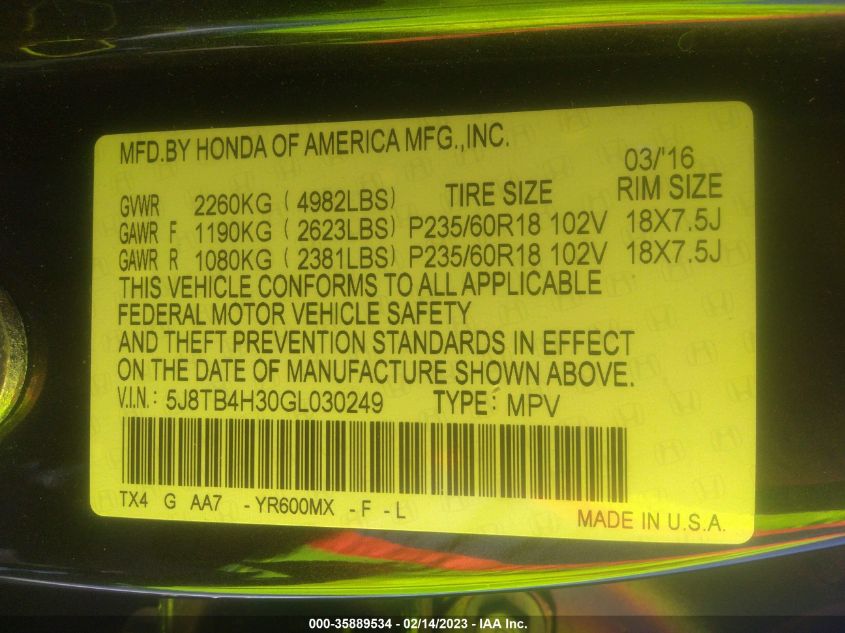 MFD.BY HONDA OF AMERICA MFG.,INC.
03/'16
GVWR 2260KG (4982LBS) TIRE SIZE RIM SIZE
GAWR F 1190KG (2623LBS) P235/60R18 102V 18X7.5J
GAWR R 1080KG (2381LBS) P235/60R18 102V 18X7.5J
THIS VEHICLE CONFORMS TO ALL APPLICABLE
FEDERAL MOTOR VEHICLE SAFETY
AND THEFT PREVENTION STANDARDS IN EFFECT
ON THE DATE OF MANUFACTURE SHOWN ABOVE.
V.I.N.: 5J8TB4H30GL030249 TYPE: MPV
TX4 G AA7 -YR600MX -F -L
MADE IN U.S.A.
000-35889534 - 02/14/2023 - IAA Inc.